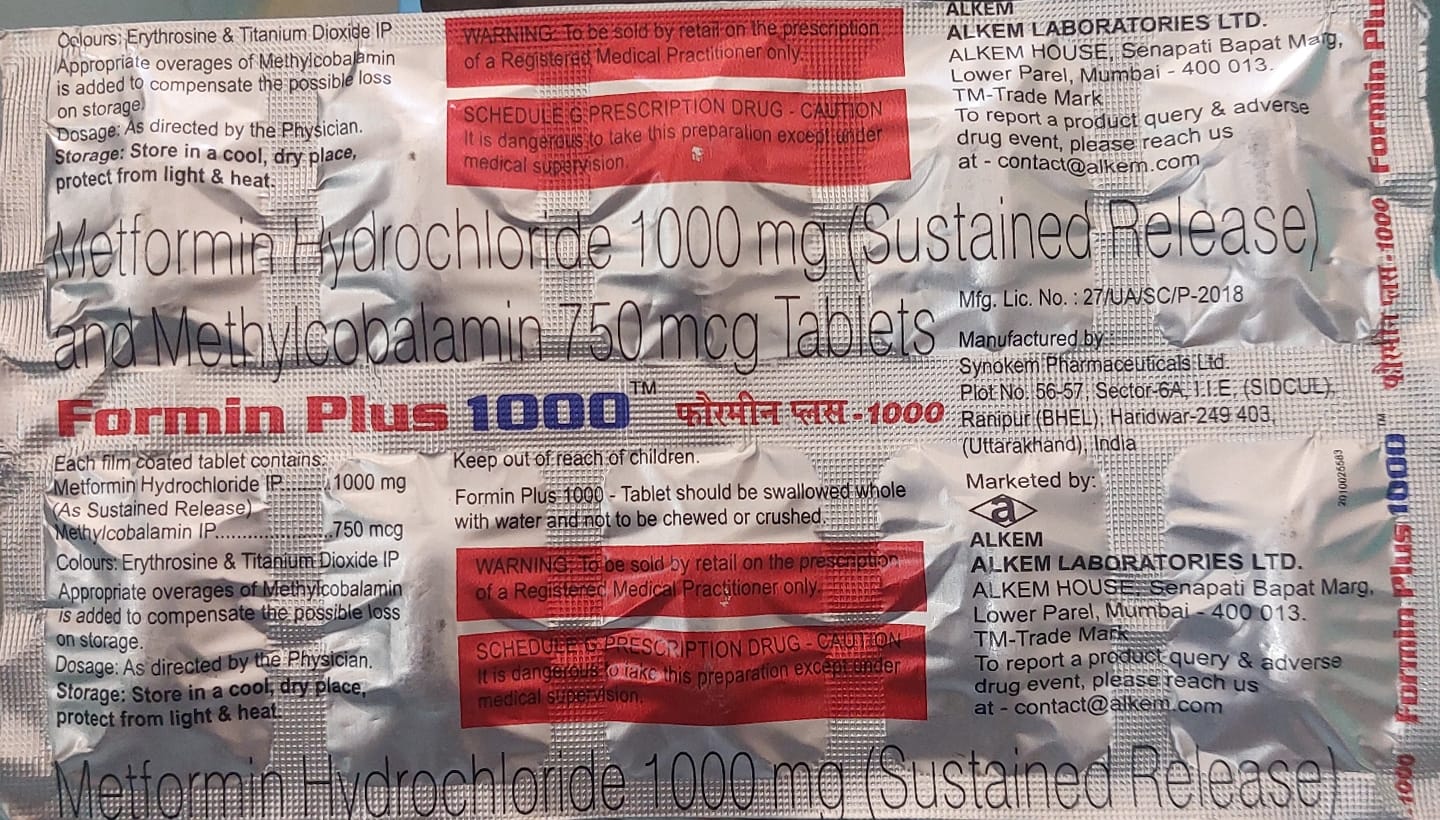 Colours: Erythrosine & Titanium Dioxide IP
Appropriate overages of Methylcobalamin
is added to compensate the possible loss
on storage.
Dosage: As directed by the Physician.
Storage: Store in a cool, dry place,
protect from light & heat.
WARNING: To be sold by retail on the prescription
of a Registered Medical Practitioner only.
SCHEDULE G PRESCRIPTION DRUG - CAUTION
It is dangerous to take this preparation except under
medical supervision.
ALKEM
ALKEM LABORATORIES LTD.
ALKEM HOUSE, Senapati Bapat Marg,
Lower Parel, Mumbai - 400 013.
TM-Trade Mark
To report a product query & adverse
drug event, please reach us
at - contact@alkem.com
Metformin Hydrochloride 1000 mg (Sustained Release)
and Methylcobalamin 750 mcg Tablets
Mfg. Lic. No. : 27/UA/SC/P-2018
Manufactured by:
Synokem Pharmaceuticals Ltd.
Plot No. 56-57, Sector-6A, I.I.E, (SIDCUL),
Ranipur (BHEL), Haridwar-249 403,
(Uttarakhand), India
Formin Plus 1000™ फोरमीन प्लस-1000
Each film coated tablet contains:
Metformin Hydrochloride IP.....1000 mg
(As Sustained Release)
Methylcobalamin IP.....................750 mcg
Colours: Erythrosine & Titanium Dioxide IP
Appropriate overages of Methylcobalamin
is added to compensate the possible loss
on storage.
Dosage: As directed by the Physician.
Storage: Store in a cool, dry place,
protect from light & heat.
Keep out of reach of children.
Formin Plus 1000 - Tablet should be swallowed whole
with water and not to be chewed or crushed.
WARNING: To be sold by retail on the prescription
of a Registered Medical Practitioner only.
SCHEDULE G PRESCRIPTION DRUG - CAUTION
It is dangerous to take this preparation except under
medical supervision.
Marketed by:
a
ALKEM
ALKEM LABORATORIES LTD.
ALKEM HOUSE, Senapati Bapat Marg,
Lower Parel, Mumbai - 400 013.
TM-Trade Mark
To report a product query & adverse
drug event, please reach us
at - contact@alkem.com
Metformin Hydrochloride 1000 mg (Sustained Release)
Formin Plu
फोरमीन प्लस-1000
Formin Plus 1000™
-1000